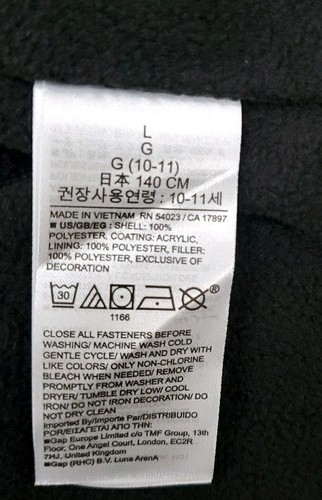 L
G
G (10-11)
日本 140 CM
권장사용연령 : 10-11세
MADE IN VIETNAM RN 54023 / CA 17897
■ US/GB/EG : SHELL: 100%
POLYESTER, COATING: ACRYLIC,
LINING: 100% POLYESTER, FILLER:
100% POLYESTER, EXCLUSIVE OF
DECORATION
30
®
1166
CLOSE ALL FASTENERS BEFORE
WASHING/ MACHINE WASH COLD
GENTLE CYCLE/ WASH AND DRY WITH
LIKE COLORS/ ONLY NON-CHLORINE
BLEACH WHEN NEEDED/ REMOVE
PROMPTLY FROM WASHER AND
DRYER/ TUMBLE DRY LOW/ COOL
IRON/ DO NOT IRON DECORATION/ DO
NOT DRY CLEAN
Imported By/Importe Par/DISTRIBUIDO
POR/ΕΙΣΑΓΕΤΑΙ ΑΠΟ ΤΗΝ:
■Gap Europe Limited c/o TMF Group, 13th
Floor, One Angel Court, London, EC2R
7HJ, United Kingdom
■Gap (RHC) B.V. Luna ArenA